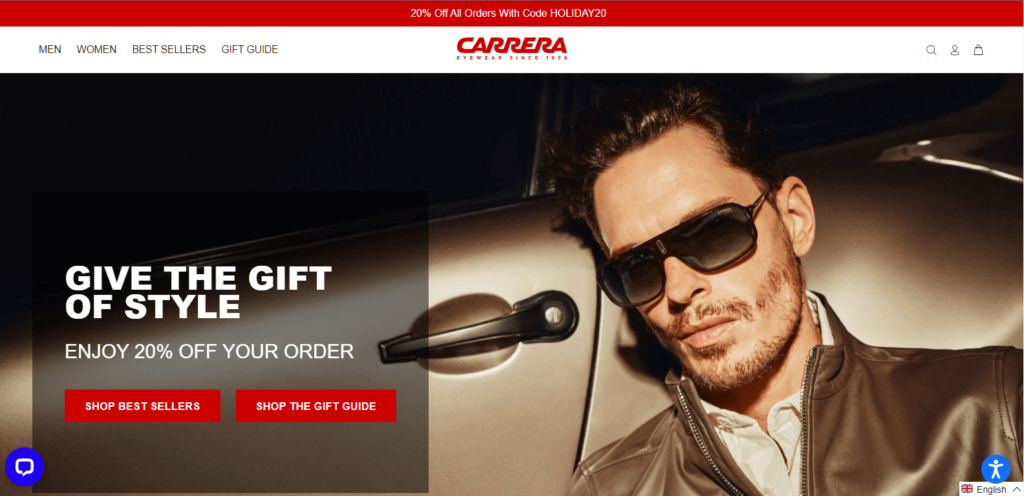 20% Off All Orders With Code HOLIDAY20
MEN
WOMEN
BEST SELLERS
GIFT GUIDE
CARRERA
EYEWEAR SINCE 1956
GIVE THE GIFT
OF STYLE
ENJOY 20% OFF YOUR ORDER
SHOP BEST SELLERS
SHOP THE GIFT GUIDE
English